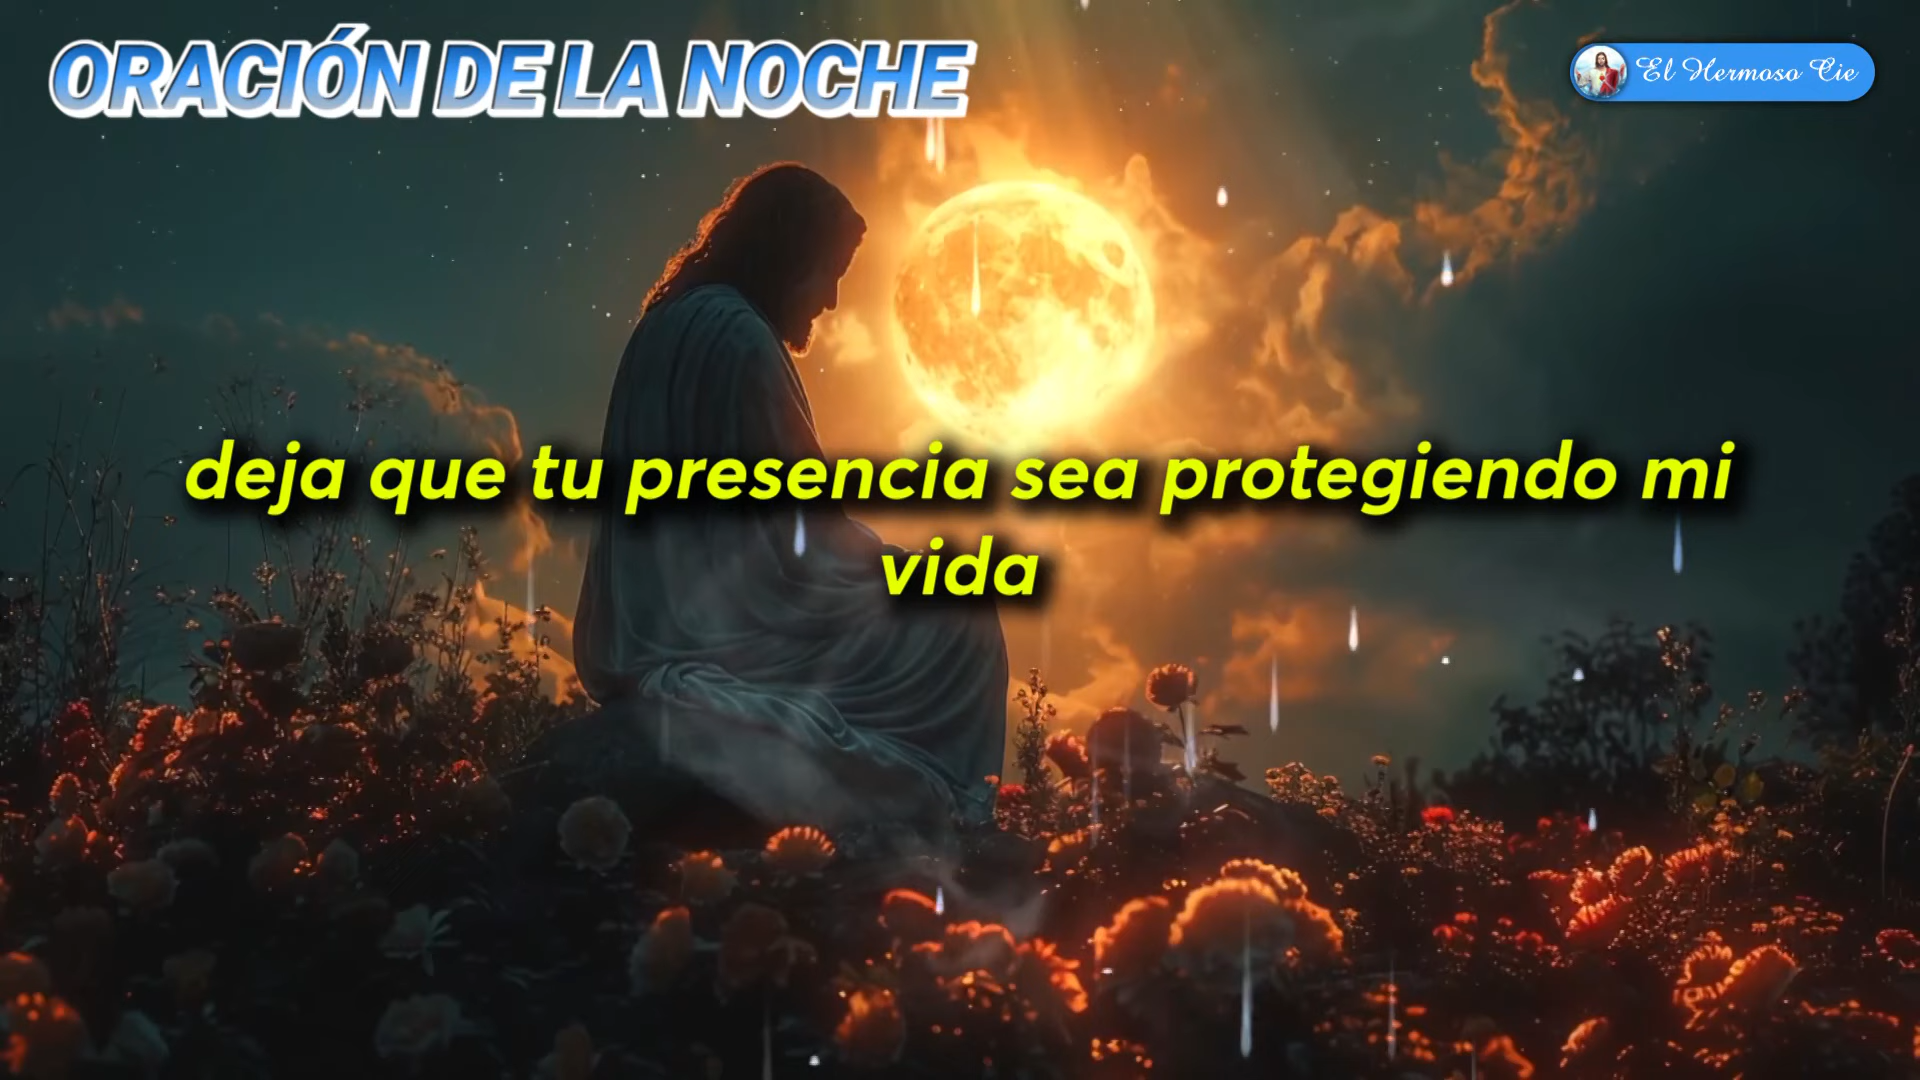 ORACIÓN DE LA NOCHE
El Hermoso Cie
deja que tu presencia sea protegiendo mi
vida